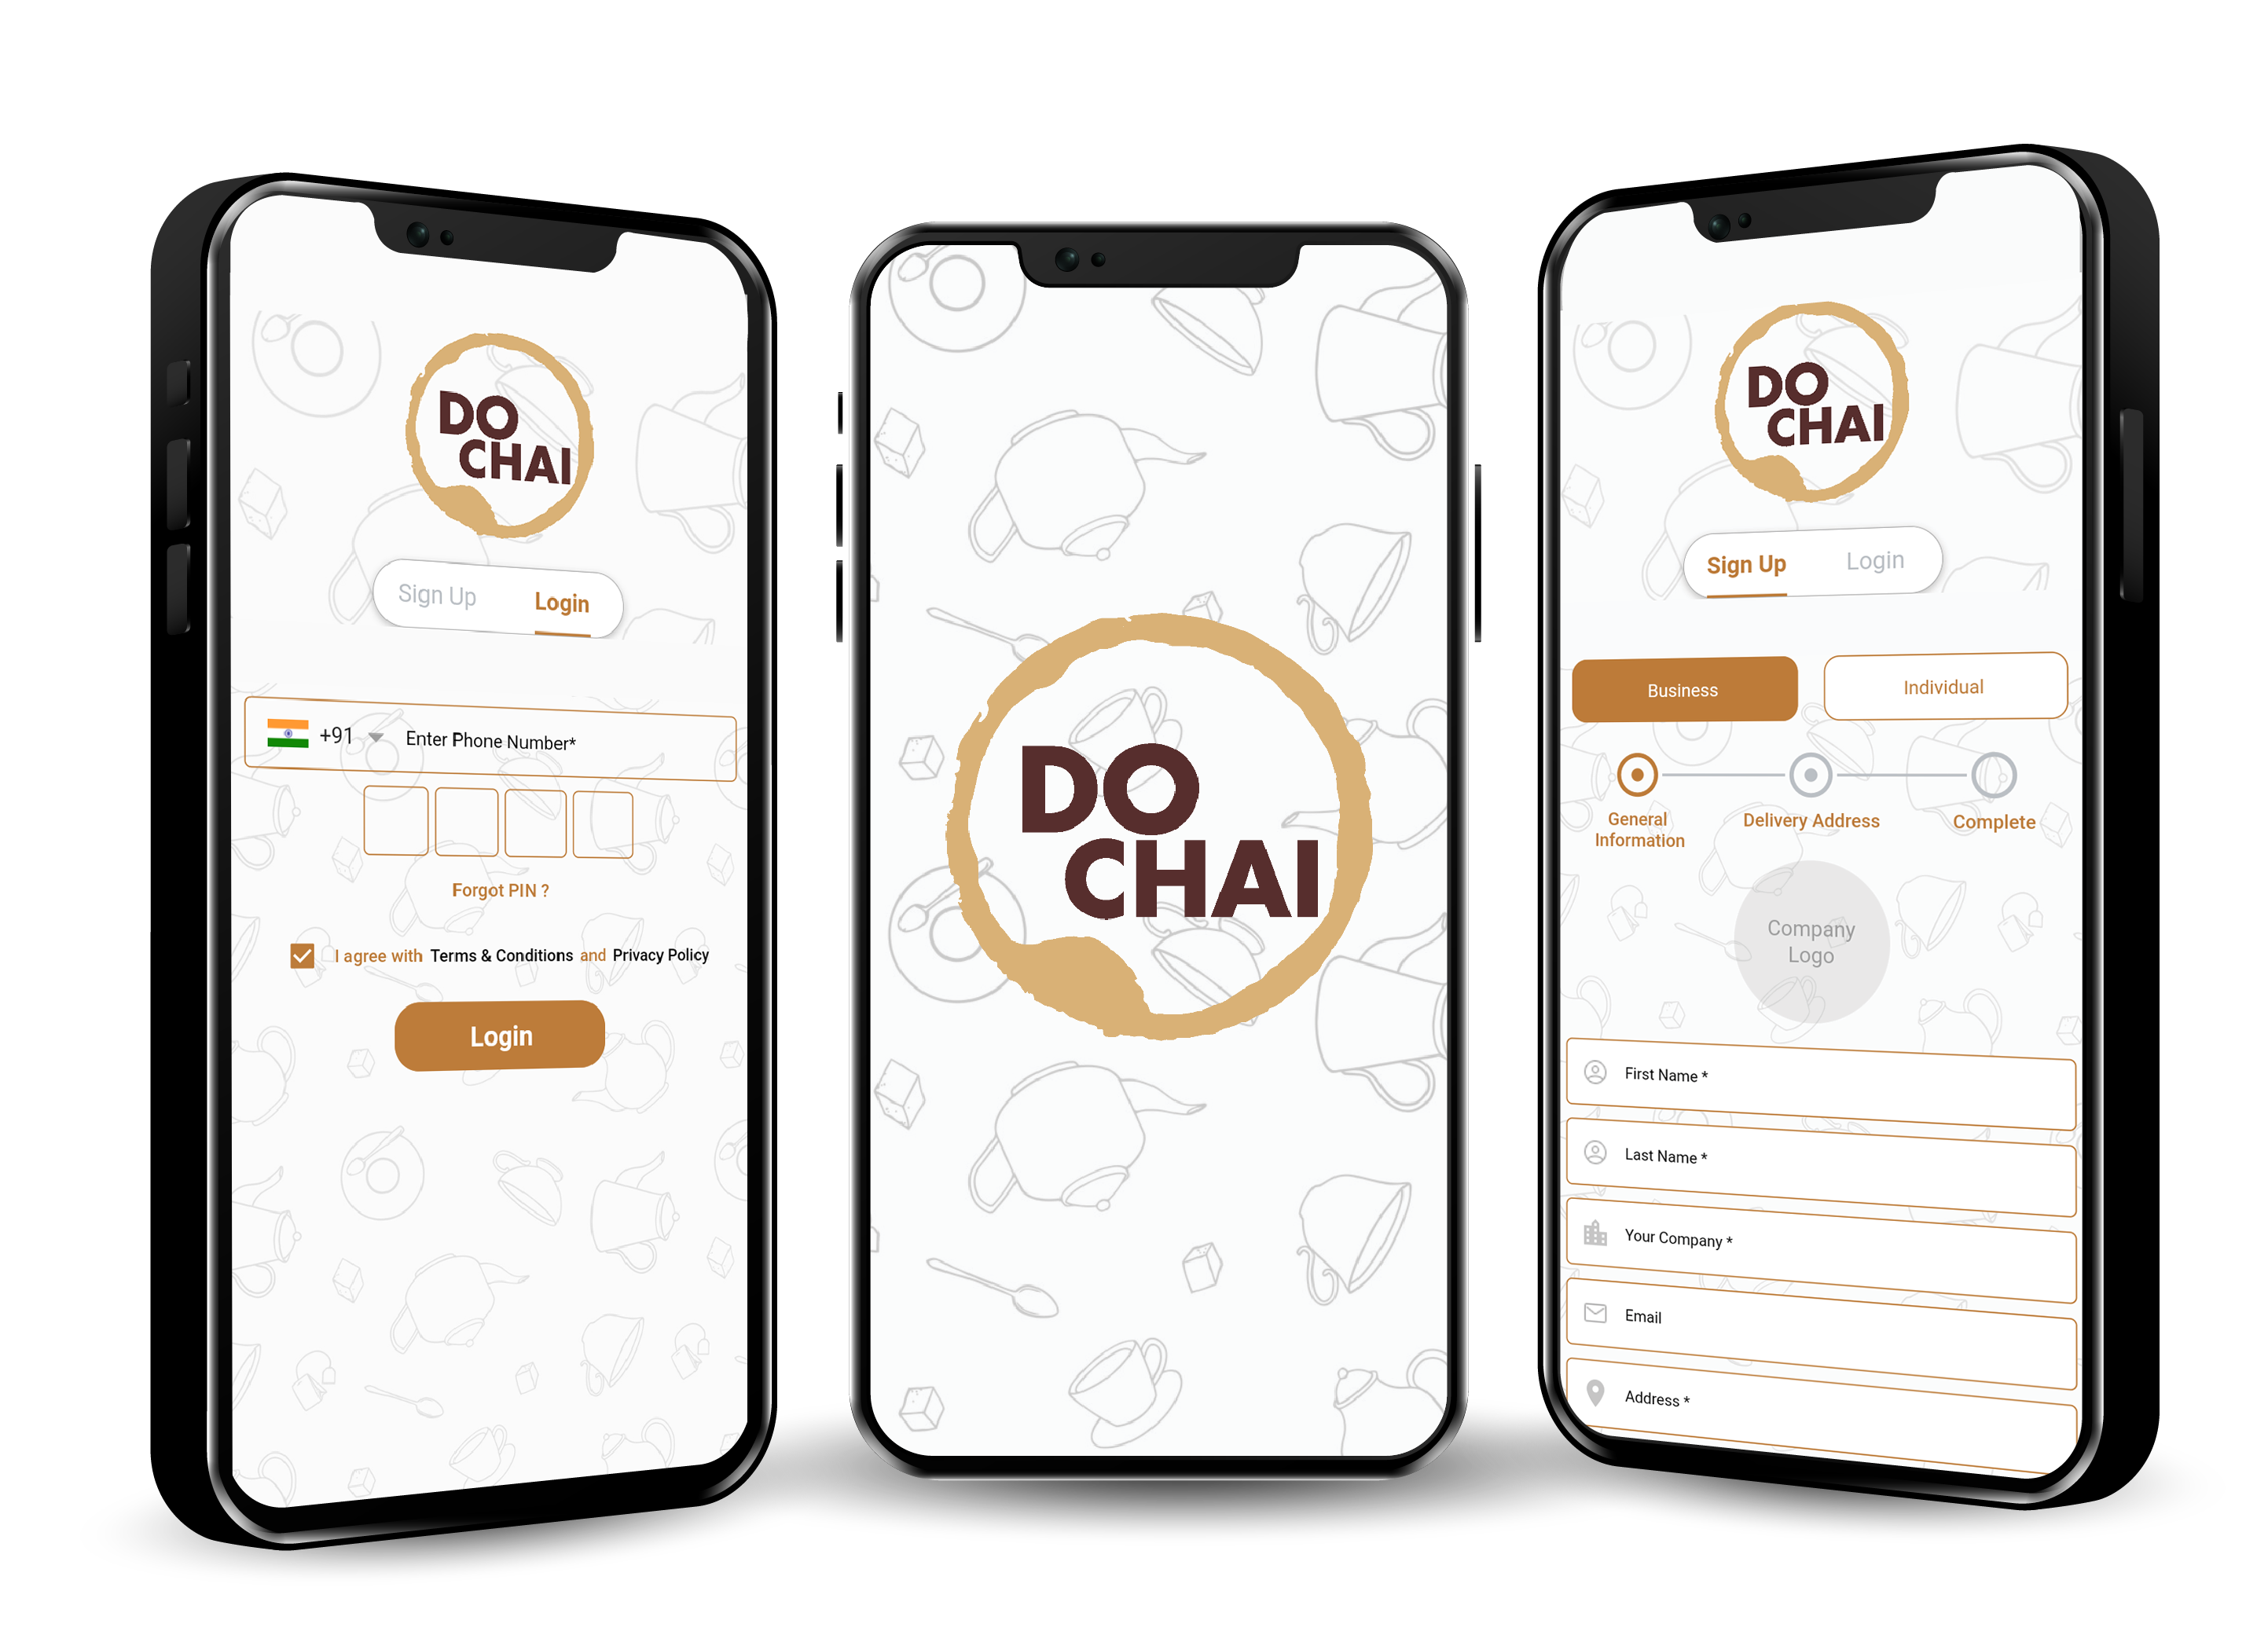 DO
CHAI
Sign Up Login
+91 Enter Phone Number*
Forgot PIN ?
I agree with Terms & Conditions and Privacy Policy
Login
DO
CHAI
DO
CHAI
Sign Up Login
Business Individual
General
Information
Delivery Address
Complete
Company
Logo
First Name *
Last Name *
Your Company *
Email
Address *